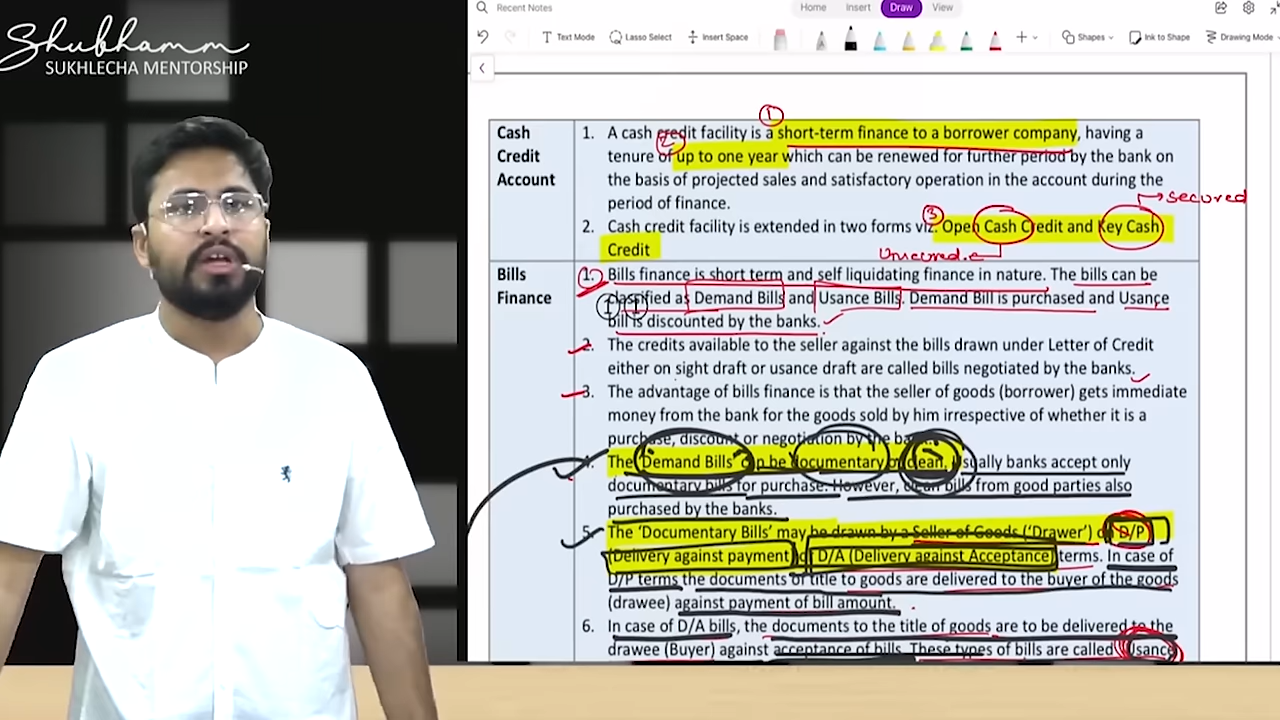 Shubhamm
SUKHLECHA MENTORSHIP
Recent Notes
Home Insert Draw View
Text Mode Lasso Select Insert Space Shapes Ink to Shape Drawing Mode
Cash Credit Account
1. A cash credit facility is a short-term finance to a borrower company, having a
tenure of up to one year which can be renewed for further period by the bank on
the basis of projected sales and satisfactory operation in the account during the
period of finance.
secured
2. Cash credit facility is extended in two forms viz. Open Cash Credit and Key Cash
Credit
Bills Finance
1. Bills finance is short term and self liquidating finance in nature. The bills can be
classified as Demand Bills and Usance Bills. Demand Bill is purchased and Usance
bill is discounted by the banks.
2. The credits available to the seller against the bills drawn under Letter of Credit
either on sight draft or usance draft are called bills negotiated by the banks.
3. The advantage of bills finance is that the seller of goods (borrower) gets immediate
money from the bank for the goods sold by him irrespective of whether it is a
purchase, discount or negotiation by the bank.
4. The 'Demand Bills' can be documentary or clean. Usually banks accept only
documentary bills for purchase. However, clean bills from good parties also
purchased by the banks.
5. The 'Documentary Bills' may be drawn by a Seller of Goods ('Drawer') on D/P
(Delivery against payment) D/A (Delivery against Acceptance) terms. In case of
D/P terms the documents of title to goods are delivered to the buyer of the goods
(drawee) against payment of bill amount.
6. In case of D/A bills, the documents to the title of goods are to be delivered to the
drawee (Buyer) against acceptance of bills. These types of bills are called 'Usance